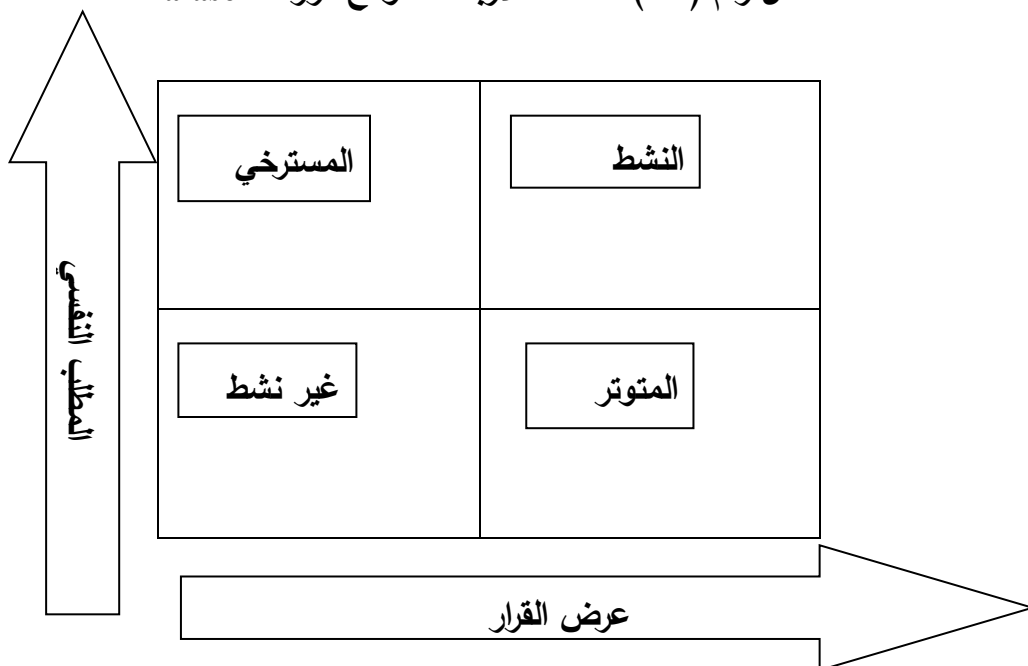 النشط
المسترخي
المتوتر
غير نشط
المطلب النفسي
عرض القرار